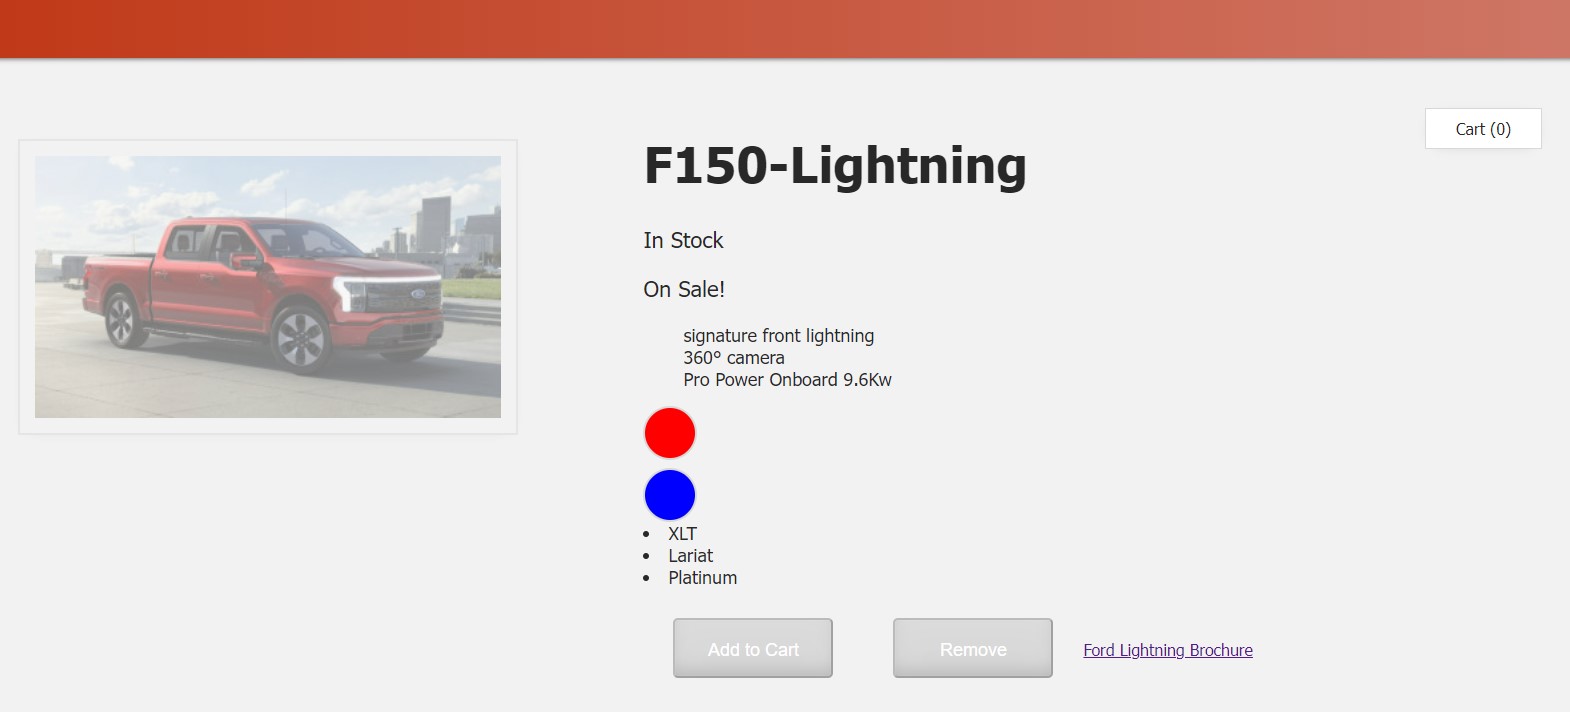 Cart (0)
F150-Lightning
In Stock
On Sale!
signature front lightning
360° camera
Pro Power Onboard 9.6Kw
XLT
Lariat
Platinum
Add to Cart
Remove
Ford Lightning Brochure